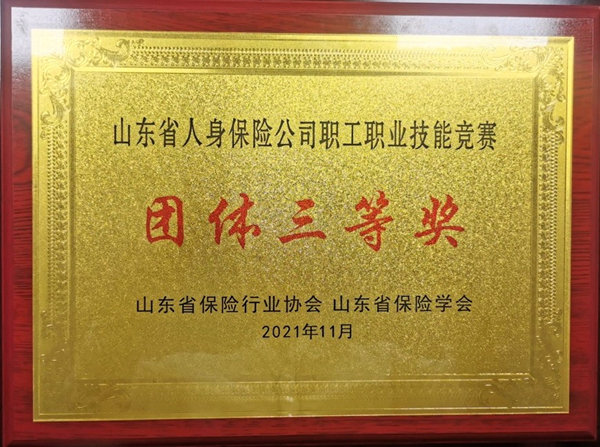 山东省人身保险公司职工职业技能竞赛
团体三等奖
山东省保险行业协会 山东省保险学会
2021年11月